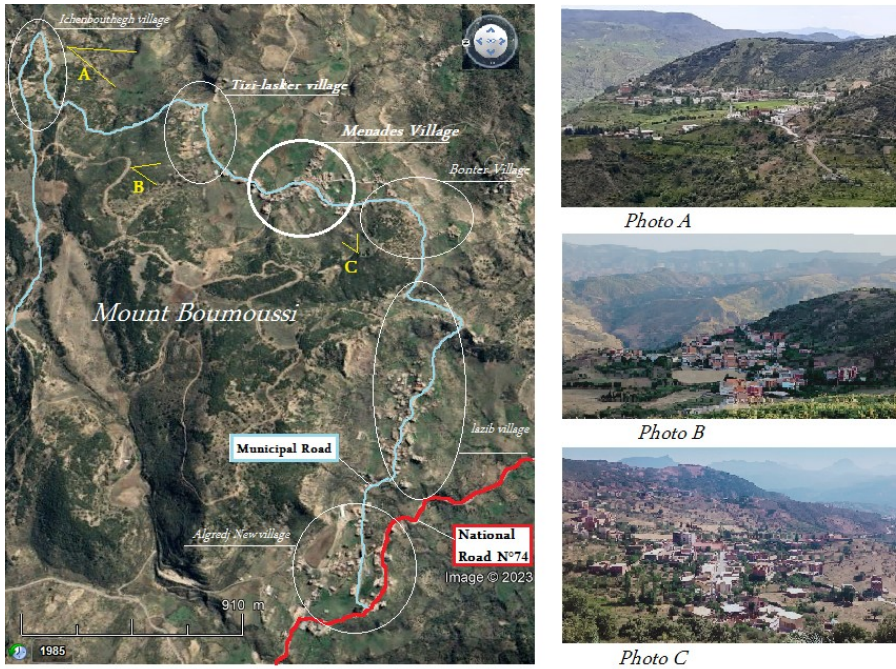 Ichenbouthegh village
A
Tizi-lasker village
Menades Village
Bonter Village
B
C
Mount Boumoussi
lazib village
Municipal Road
Algredj New village
National
Road N°74
Image © 2023
910 m
1985
Photo A
Photo B
Photo C